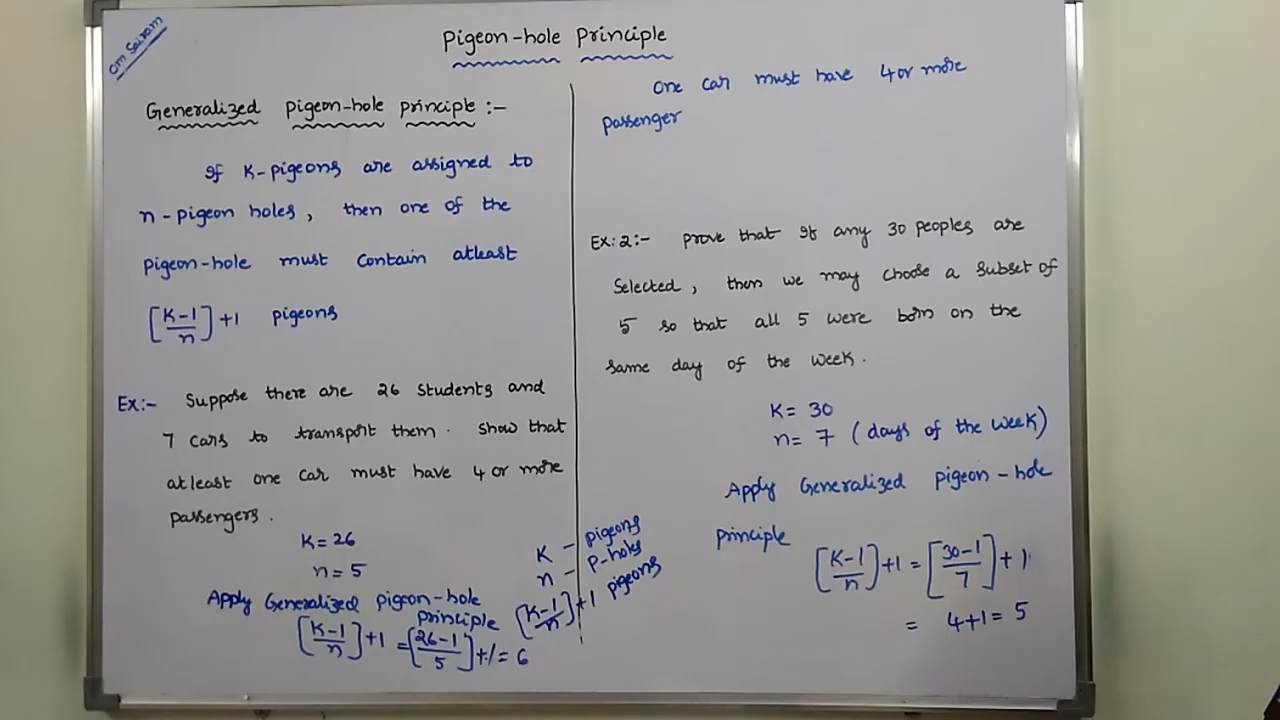 Om Sairam
Pigeon-hole Principle
Generalized pigeon-hole principle :-
If K-pigeons are assigned to
n-pigeon holes, then one of the
pigeon-hole must contain atleast
[K-1/n]+1 pigeons
Ex:- Suppose there are 26 students and
7 cars to transport them. Show that
atleast one car must have 4 or more
passengers.
K=26
n=5
Apply Generalized pigeon-hole
principle
[K-1/n]+1 =[26-1/5]+1= 6
K - pigeons
n - P-holes
[K-1/n]+1 pigeons
One car must have 4 or more
passenger
Ex:2:- Prove that If any 30 peoples are
Selected, then we may choose a subset of
5 so that all 5 were born on the
same day of the week.
K= 30
n= 7 (days of the week)
Apply Generalized pigeon-hole
principle
[K-1/n]+1 = [30-1/7]+1
= 4+1= 5